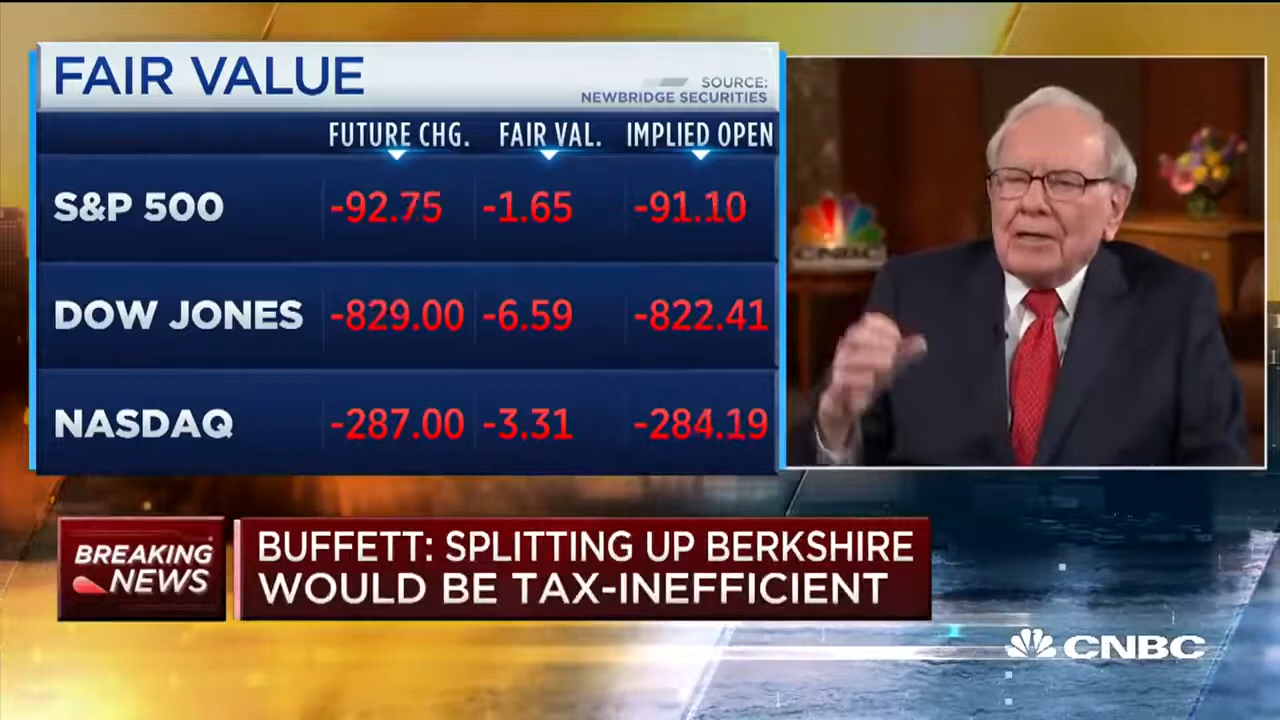 FAIR VALUE
SOURCE:
NEWBRIDGE SECURITIES
FUTURE CHG. FAIR VAL. IMPLIED OPEN
S&P 500 -92.75 -1.65 -91.10
DOW JONES -829.00 -6.59 -822.41
NASDAQ -287.00 -3.31 -284.19
CNBC
BREAKING NEWS
BUFFETT: SPLITTING UP BERKSHIRE
WOULD BE TAX-INEFFICIENT
CNBC